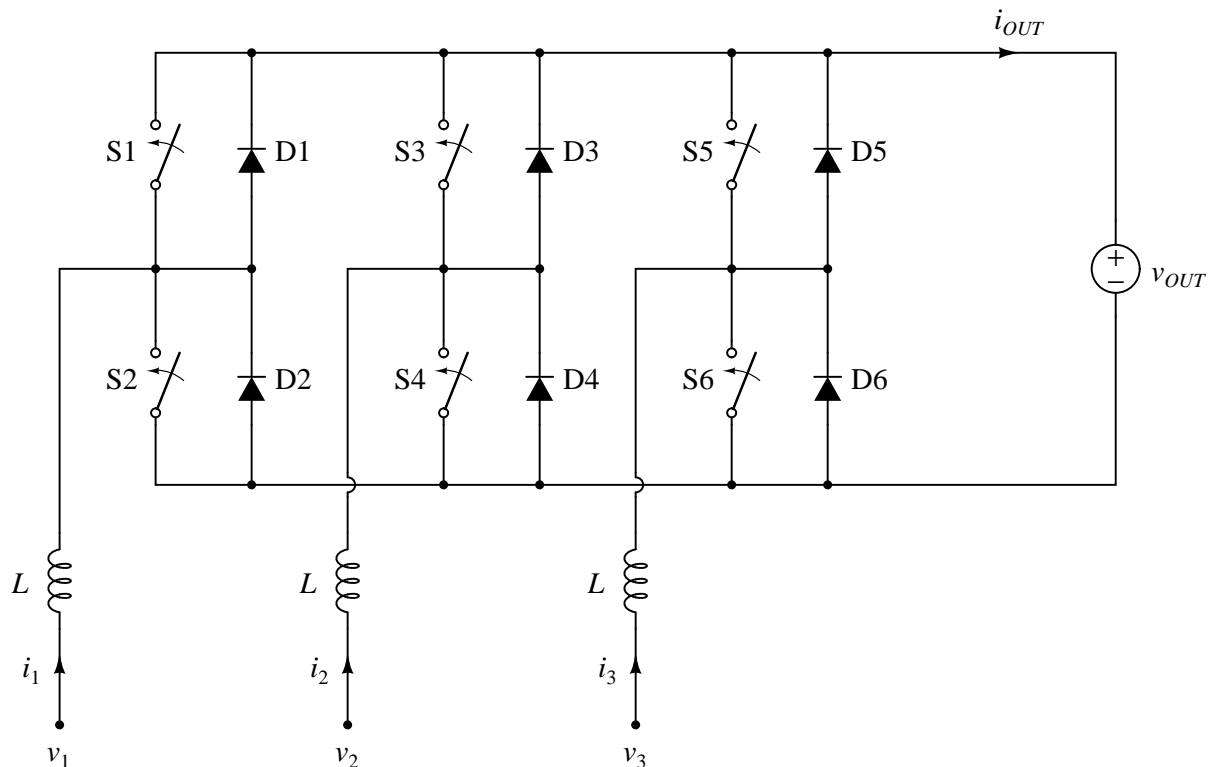 i_OUT
S1 D1 S3 D3 S5 D5
+
− v_OUT
S2 D2 S4 D4 S6 D6
L L L
i_1 i_2 i_3
v_1 v_2 v_3